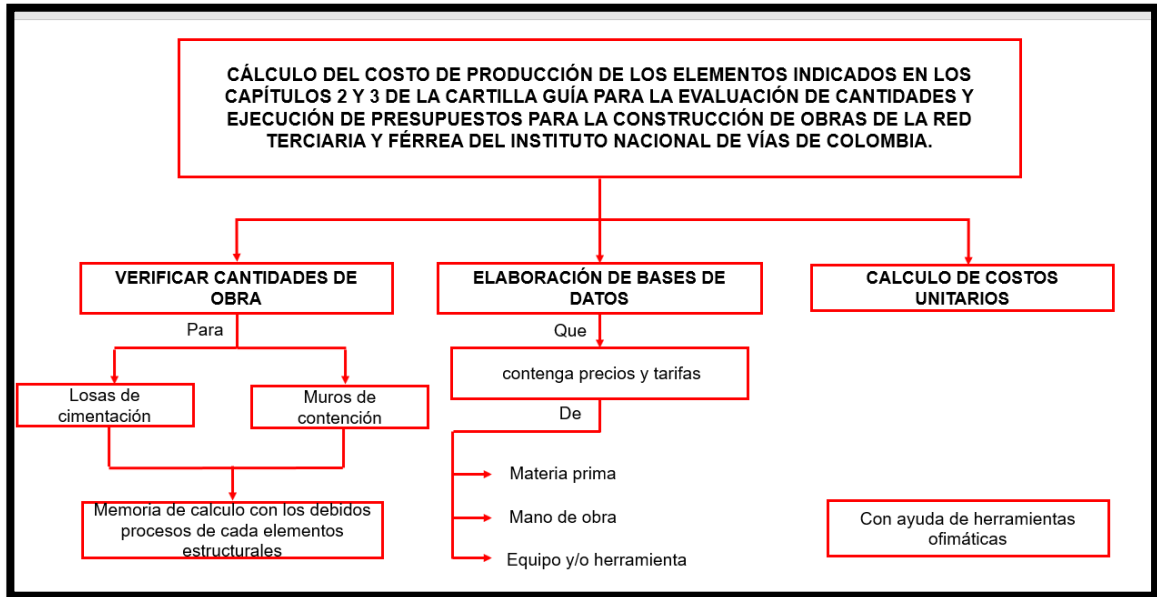 CÁLCULO DEL COSTO DE PRODUCCIÓN DE LOS ELEMENTOS INDICADOS EN LOS
CAPÍTULOS 2 Y 3 DE LA CARTILLA GUÍA PARA LA EVALUACIÓN DE CANTIDADES Y
EJECUCIÓN DE PRESUPUESTOS PARA LA CONSTRUCCIÓN DE OBRAS DE LA RED
TERCIARIA Y FÉRREA DEL INSTITUTO NACIONAL DE VÍAS DE COLOMBIA.
VERIFICAR CANTIDADES DE
OBRA
Para
Losas de
cimentación
Muros de
contención
Memoria de calculo con los debidos
procesos de cada elementos
estructurales
ELABORACIÓN DE BASES DE
DATOS
Que
contenga precios y tarifas
De
Materia prima
Mano de obra
Equipo y/o herramienta
CALCULO DE COSTOS
UNITARIOS
Con ayuda de herramientas
ofimáticas